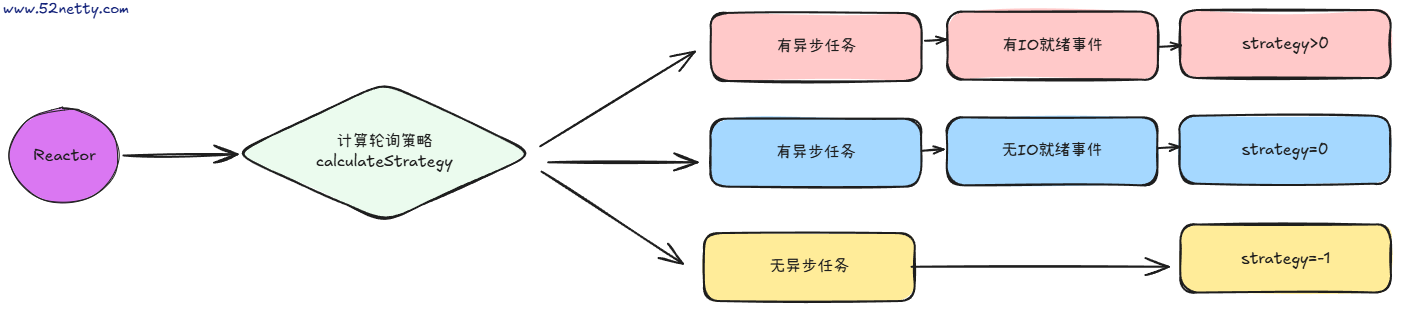 www.52netty.com
Reactor
计算轮询策略
calculateStrategy
有异步任务
有IO就绪事件
strategy>0
有异步任务
无IO就绪事件
strategy=0
无异步任务
strategy=-1